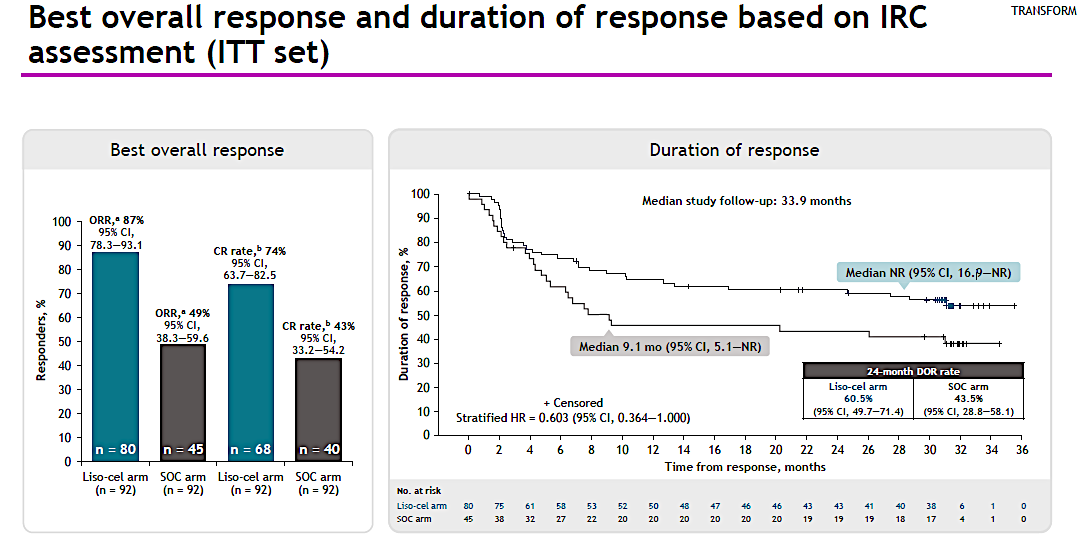 Best overall response and duration of response based on IRC
assessment (ITT set)
TRANSFORM
Best overall response
Responders, %
100
90
80
70
60
50
40
30
20
10
0
ORR,ᵃ 87%
95% CI,
78.3–93.1
ORR,ᵃ 49%
95% CI,
38.3–59.6
CR rate,ᵇ 74%
95% CI,
63.7–82.5
CR rate,ᵇ 43%
95% CI,
33.2–54.2
n = 80
n = 45
n = 68
n = 40
Liso-cel arm
(n = 92)
SOC arm
(n = 92)
Liso-cel arm
(n = 92)
SOC arm
(n = 92)
Duration of response
Duration of response, %
100
90
80
70
60
50
40
30
20
10
0
Median study follow-up: 33.9 months
Median NR (95% CI, –NR)
Median 9.1 mo (95% CI, 5.1–NR)
+ Censored
Stratified HR = 0.603 (95% CI, 0.364–1.000)
24-month DOR rate
Liso-cel arm
60.5%
(95% CI, 49.7–71.4)
SOC arm
43.5%
(95% CI, 28.8–58.1)
0 2 4 6 8 10 12 14 16 18 20 22 24 26 28 30 32 34 36
Time from response, months
No. at risk
Liso-cel arm 80 75 61 58 53 52 50 48 47 46 46 43 43 41 40 38 6 1 0
SOC arm 45 38 32 27 22 20 20 20 20 20 20 19 19 19 18 17 4 1 0